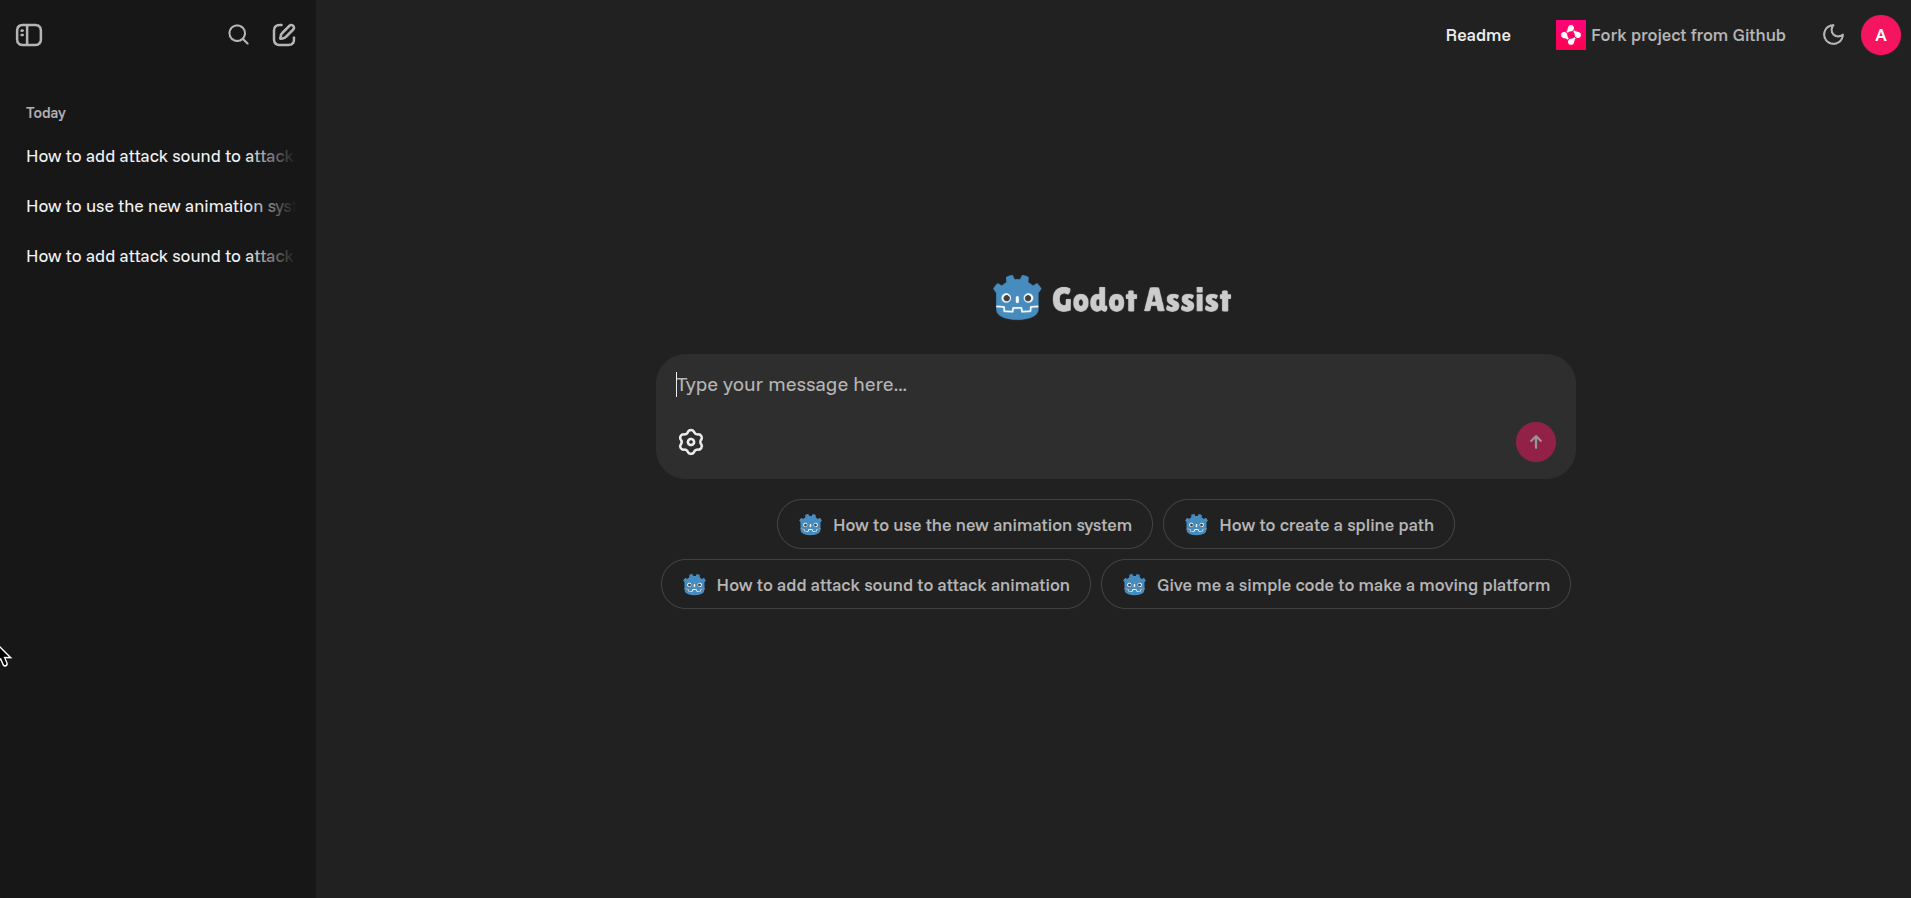 Readme
Fork project from Github
A
Today
How to add attack sound to attack
How to use the new animation sys
How to add attack sound to attack
Godot Assist
Type your message here...
How to use the new animation system
How to create a spline path
How to add attack sound to attack animation
Give me a simple code to make a moving platform